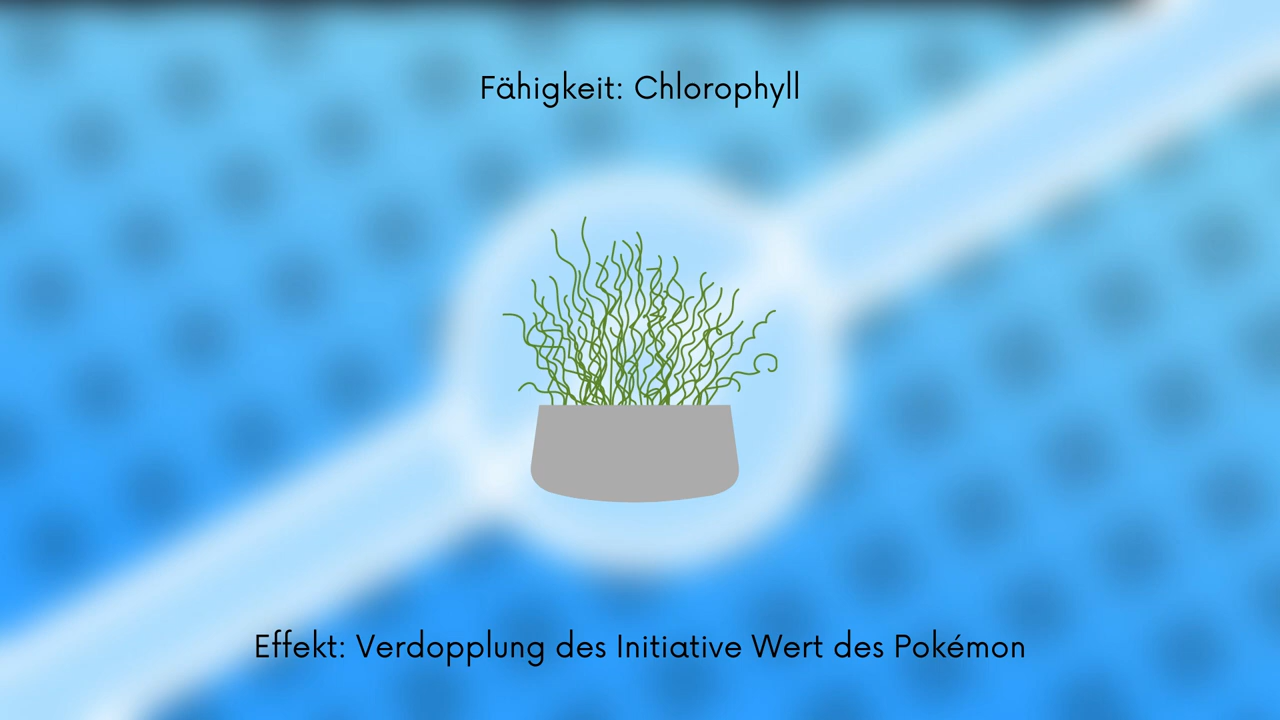 Fähigkeit: Chlorophyll
Effekt: Verdopplung des Initiative Wert des Pokémon